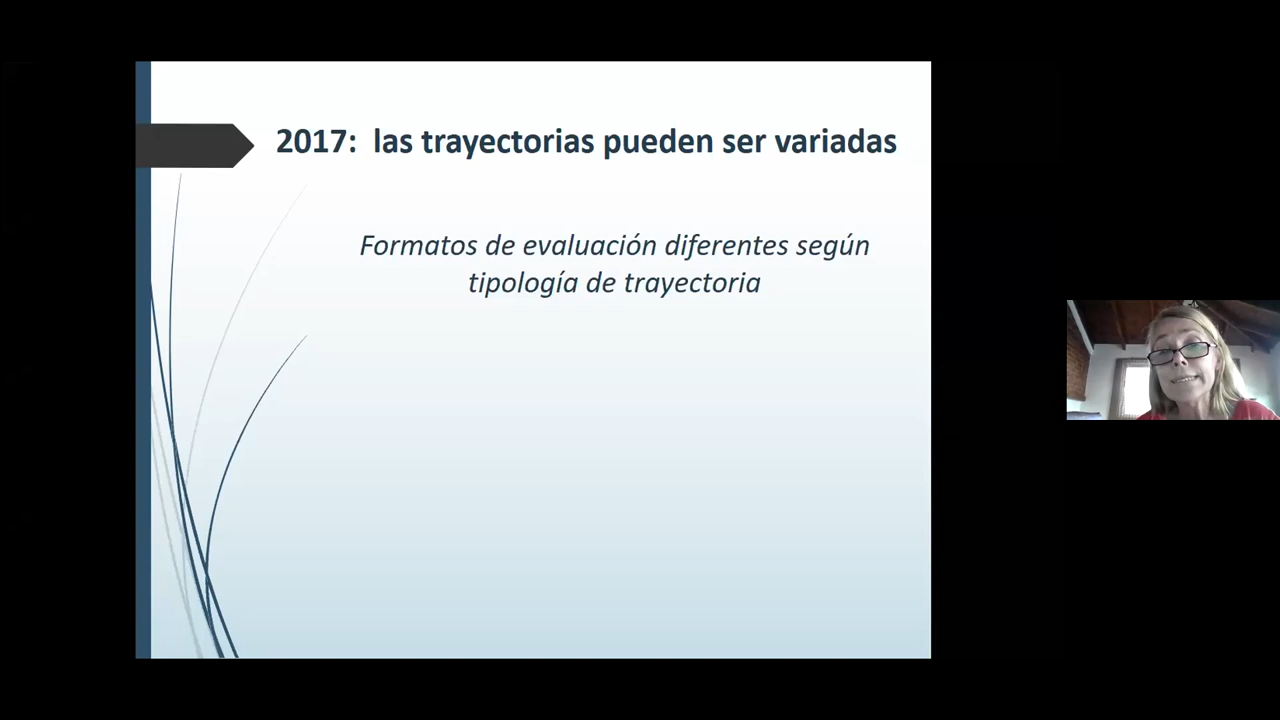 2017:  las trayectorias pueden ser variadas
Formatos de evaluación diferentes según
tipología de trayectoria